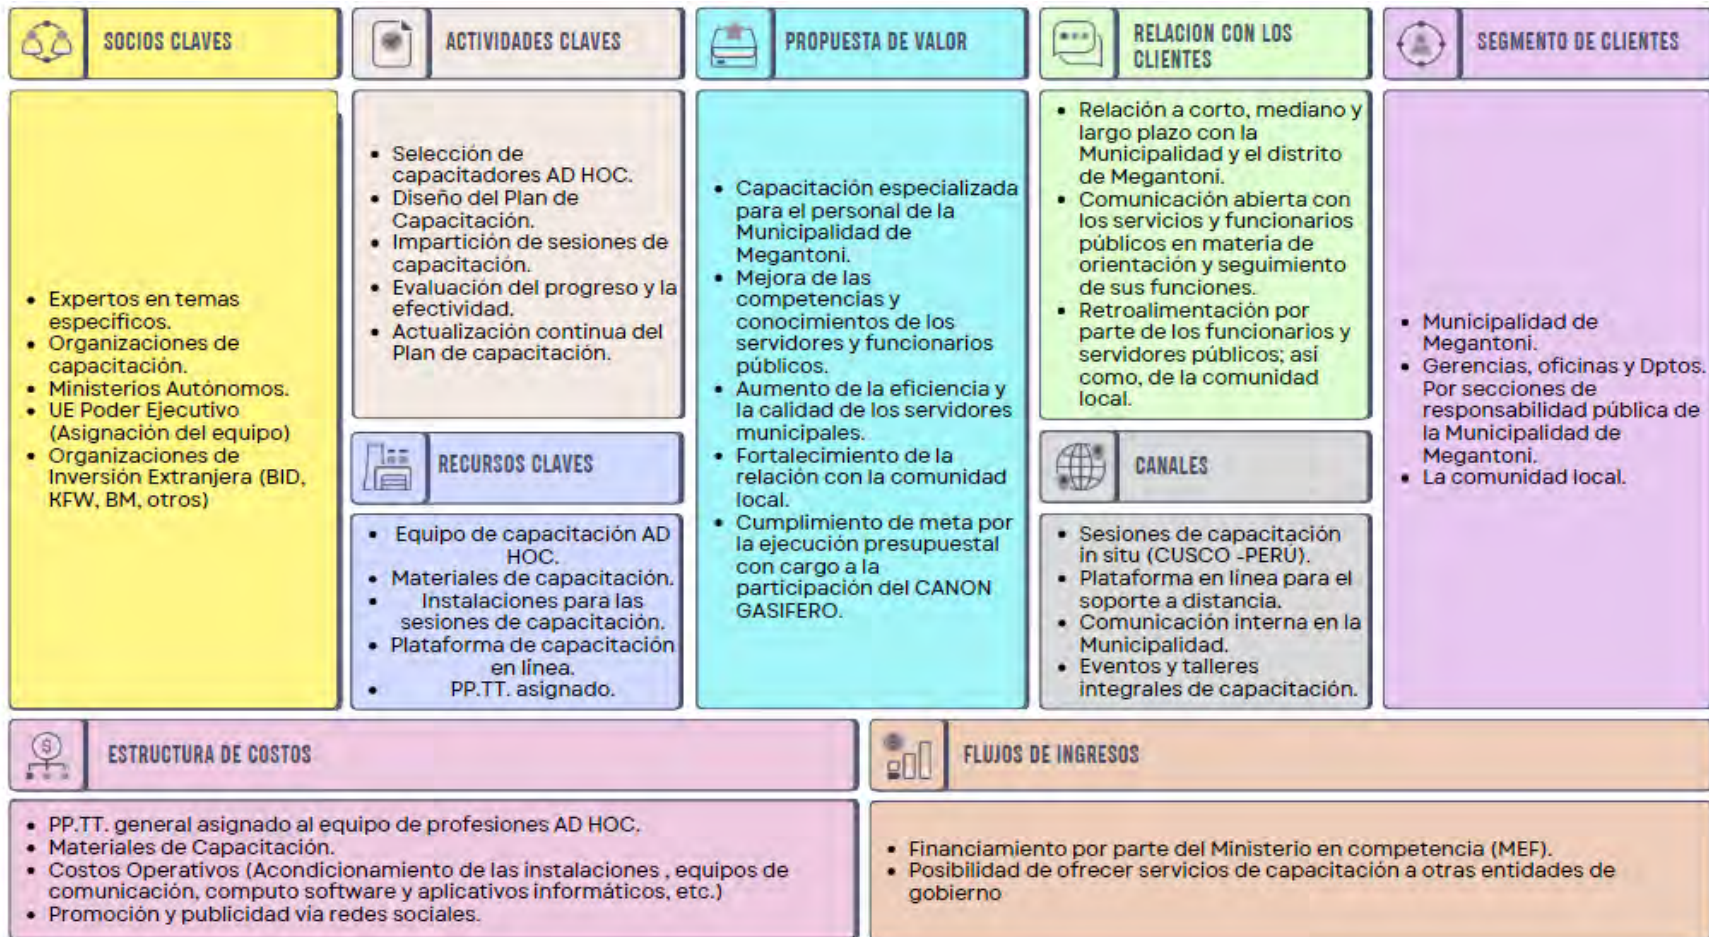 SOCIOS CLAVES
Expertos en temas
específicos.
Organizaciones de
capacitación.
Ministerios Autónomos.
UE Poder Ejecutivo
(Asignación del equipo)
Organizaciones de
Inversión Extranjera (BID,
KFW, BM, otros)
ACTIVIDADES CLAVES
Selección de
capacitadores AD HOC.
Diseño del Plan de
Capacitación.
Impartición de sesiones de
capacitación.
Evaluación del progreso y la
efectividad.
Actualización continua del
Plan de capacitación.
RECURSOS CLAVES
Equipo de capacitación AD
HOC.
Materiales de capacitación.
Instalaciones para las
sesiones de capacitación.
Plataforma de capacitación
en línea.
PP.TT. asignado.
PROPUESTA DE VALOR
Capacitación especializada
para el personal de la
Municipalidad de
Megantoni.
Mejora de las
competencias y
conocimientos de los
servidores y funcionarios
públicos.
Aumento de la eficiencia y
la calidad de los servidores
municipales.
Fortalecimiento de la
relación con la comunidad
local.
Cumplimiento de meta por
la ejecución presupuestal
con cargo a la
participación del CANON
GASIFERO.
RELACION CON LOS
CLIENTES
Relación a corto, mediano y
largo plazo con la
Municipalidad y el distrito
de Megantoni.
Comunicación abierta con
los servicios y funcionarios
públicos en materia de
orientación y seguimiento
de sus funciones.
Retroalimentación por
parte de los funcionarios y
servidores públicos; así
como, de la comunidad
local.
CANALES
Sesiones de capacitación
in situ (CUSCO -PERÚ).
Plataforma en línea para el
soporte a distancia.
Comunicación interna en la
Municipalidad.
Eventos y talleres
integrales de capacitación.
SEGMENTO DE CLIENTES
Municipalidad de
Megantoni.
Gerencias, oficinas y Dptos.
Por secciones de
responsabilidad pública de
la Municipalidad de
Megantoni.
La comunidad local.
ESTRUCTURA DE COSTOS
PP.TT. general asignado al equipo de profesiones AD HOC.
Materiales de Capacitación.
Costos Operativos (Acondicionamiento de las instalaciones , equipos de
comunicación, computo software y aplicativos informáticos, etc.)
Promoción y publicidad vía redes sociales.
FLUJOS DE INGRESOS
Financiamiento por parte del Ministerio en competencia (MEF).
Posibilidad de ofrecer servicios de capacitación a otras entidades de
gobierno